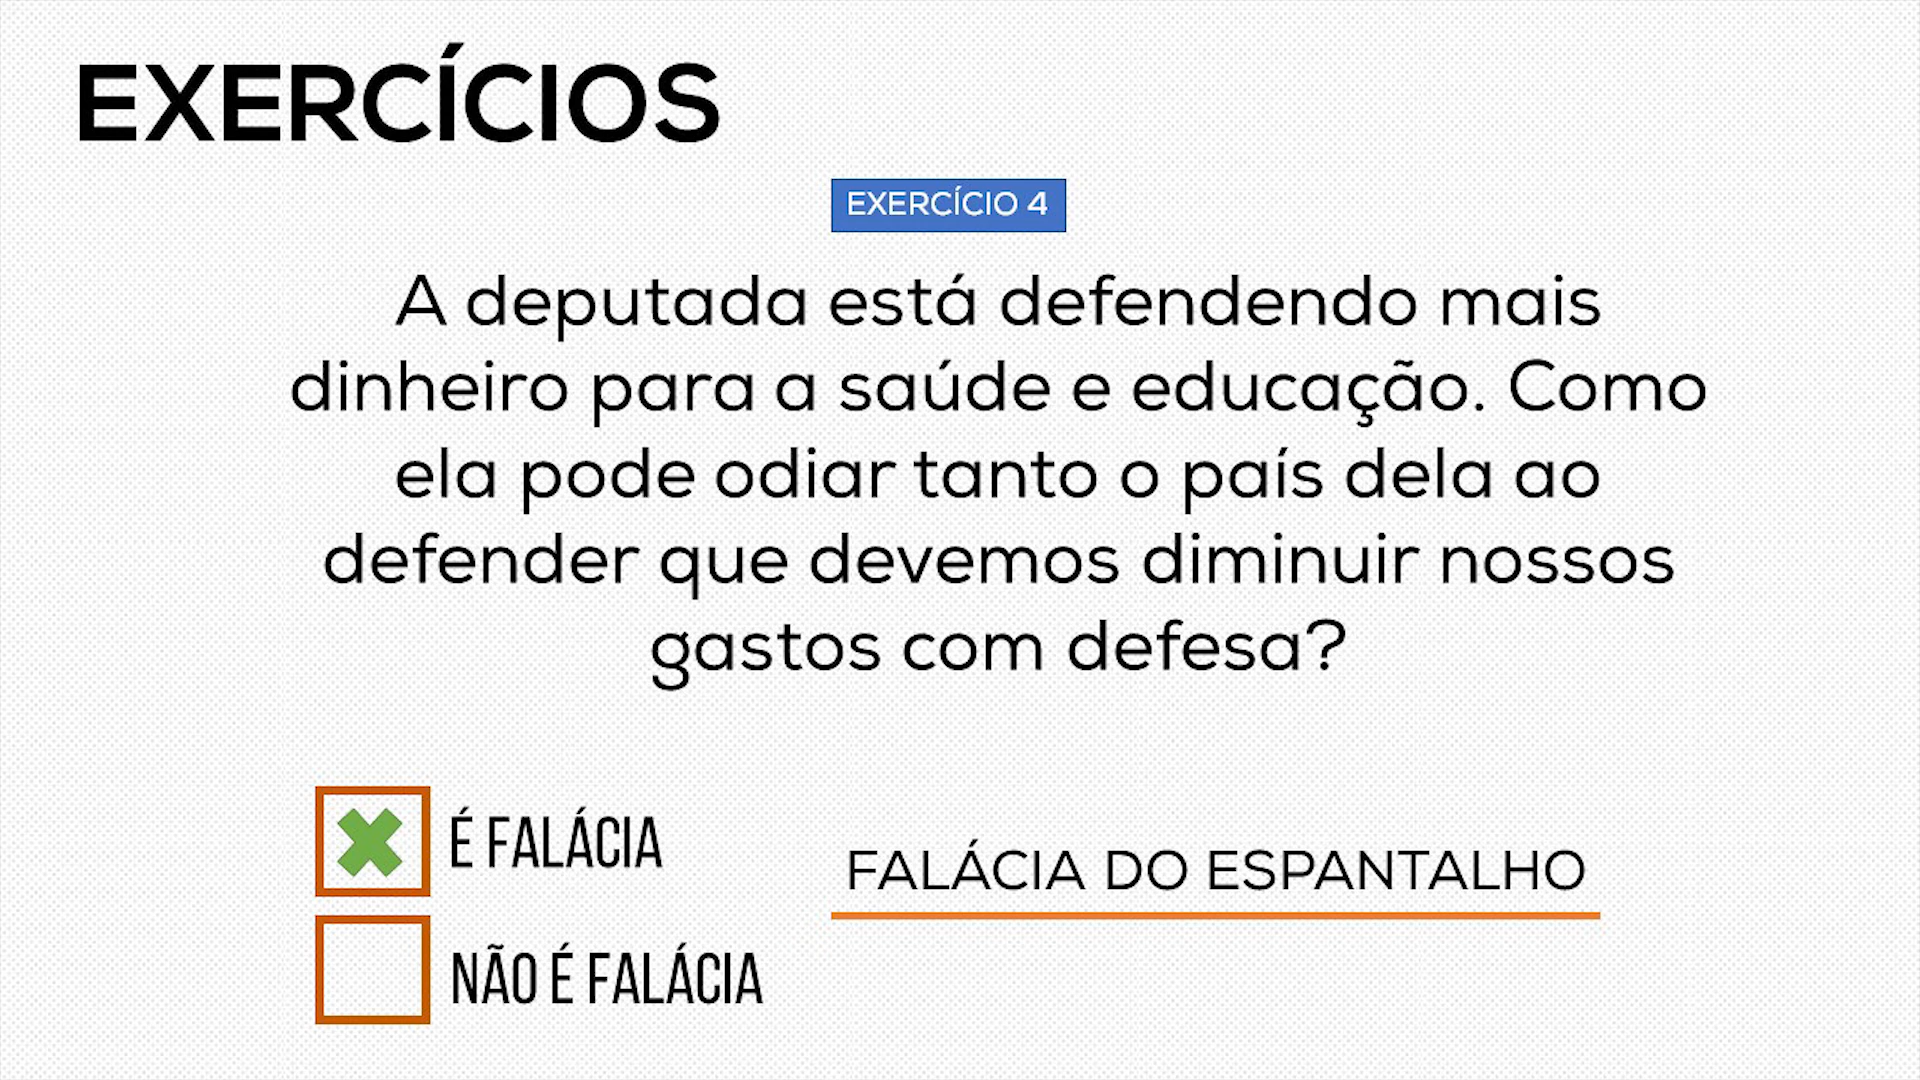 EXERCÍCIOS
EXERCÍCIO 4
A deputada está defendendo mais
dinheiro para a saúde e educação. Como
ela pode odiar tanto o país dela ao
defender que devemos diminuir nossos
gastos com defesa?
É FALÁCIA
FALÁCIA DO ESPANTALHO
NÃO É FALÁCIA